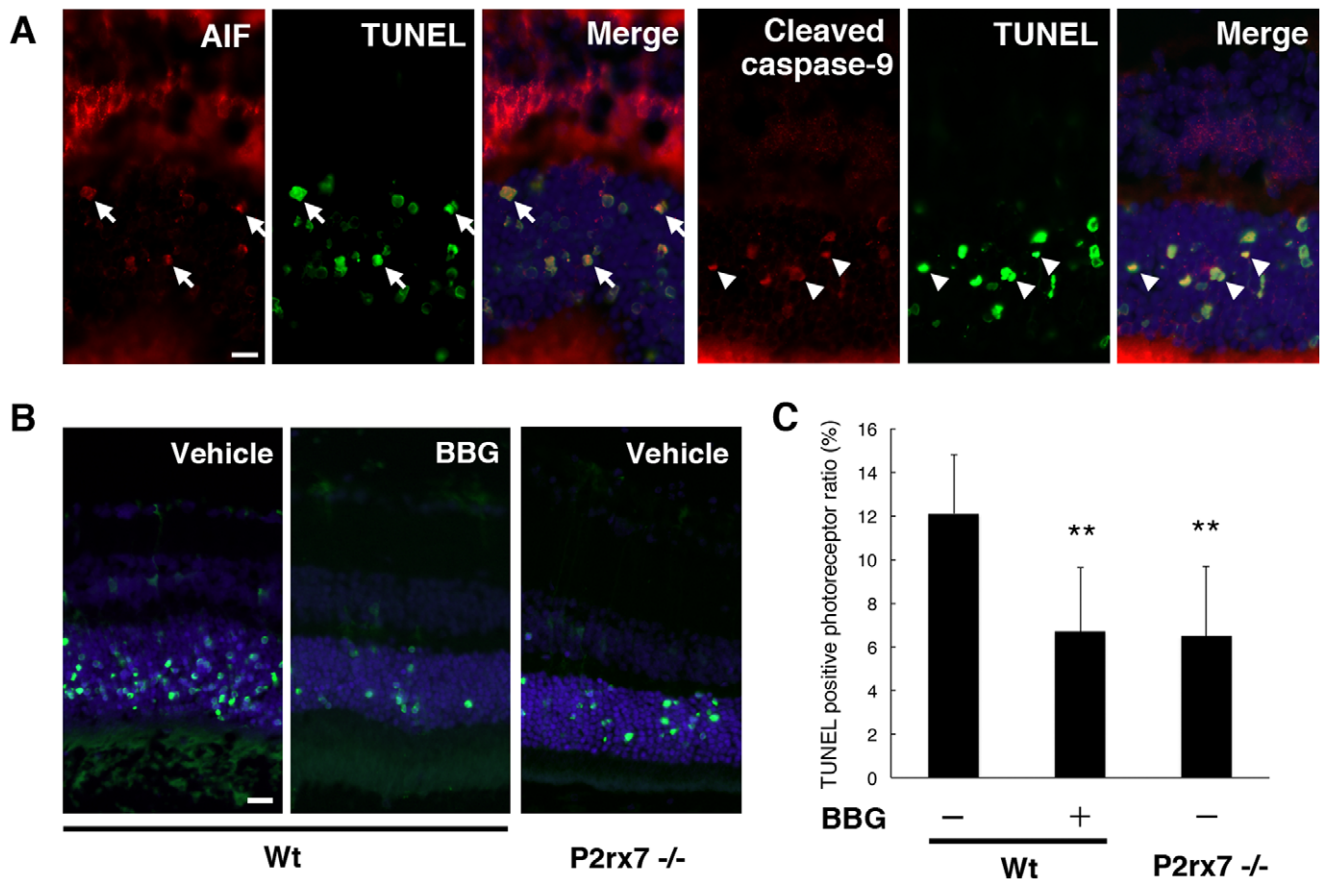 A
AIF
TUNEL
Merge
Cleaved
caspase-9
TUNEL
Merge
B
Vehicle
BBG
Vehicle
Wt
P2rx7 -/-
C
TUNEL positive photoreceptor ratio (%)
16
14
12
10
8
6
4
2
0
**
**
BBG
− + −
Wt
P2rx7 -/-